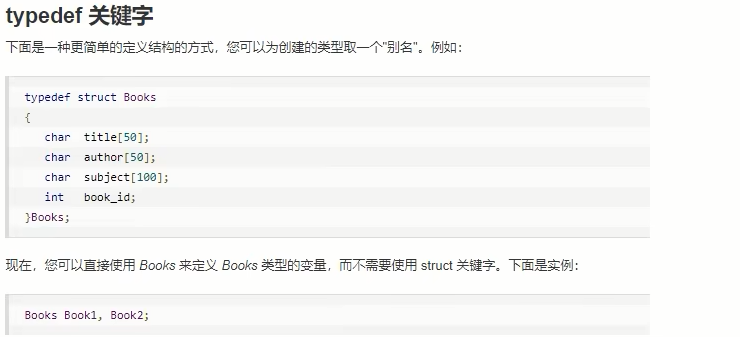 typedef 关键字
下面是一种更简单的定义结构的方式，您可以为创建的类型取一个"别名"。例如：
typedef struct Books
{
   char  title[50];
   char  author[50];
   char  subject[100];
   int   book_id;
}Books;
现在，您可以直接使用 Books 来定义 Books 类型的变量，而不需要使用 struct 关键字。下面是实例：
Books Book1, Book2;